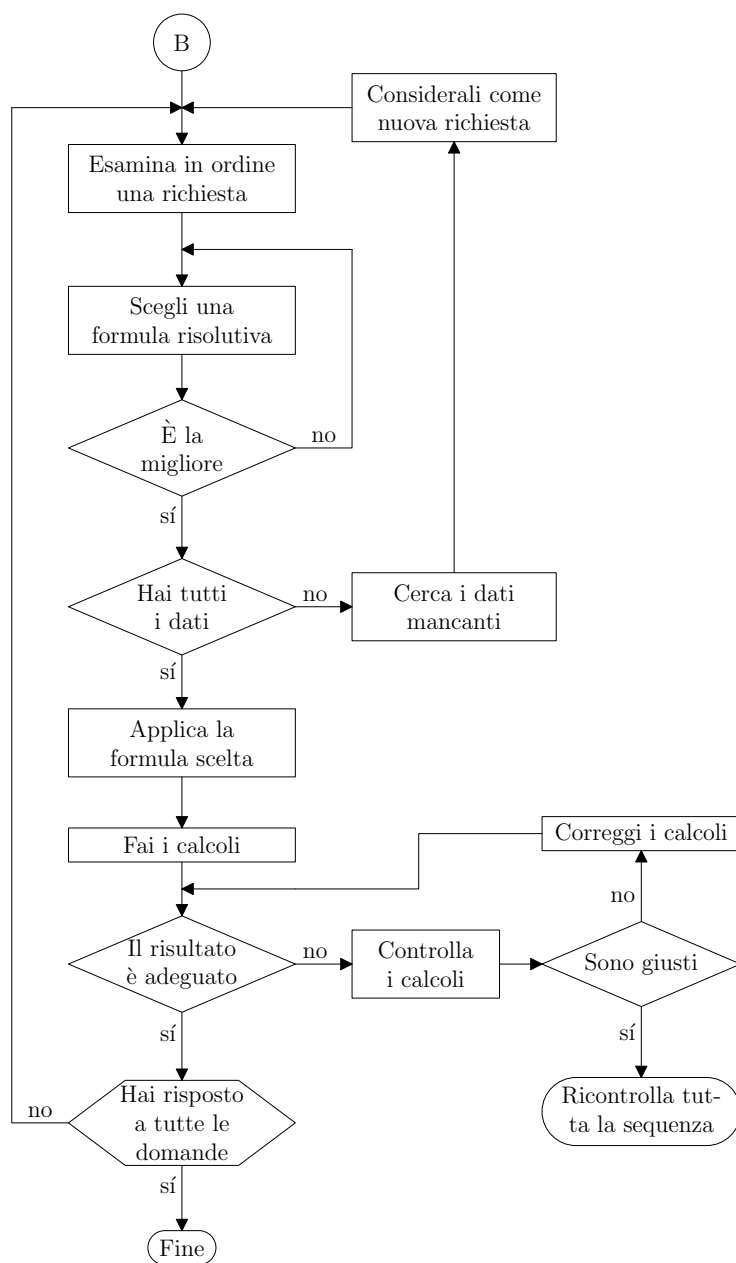 B
Considerali come
nuova richiesta
Esamina in ordine
una richiesta
Scegli una
formula risolutiva
È la
migliore
no
sí
Hai tutti
i dati
no
Cerca i dati
mancanti
sí
Applica la
formula scelta
Fai i calcoli
Correggi i calcoli
no
Il risultato
è adeguato
no
Controlla
i calcoli
Sono giusti
sí
sí
Hai risposto
a tutte le
domande
no
Ricontrolla tut-
ta la sequenza
sí
Fine